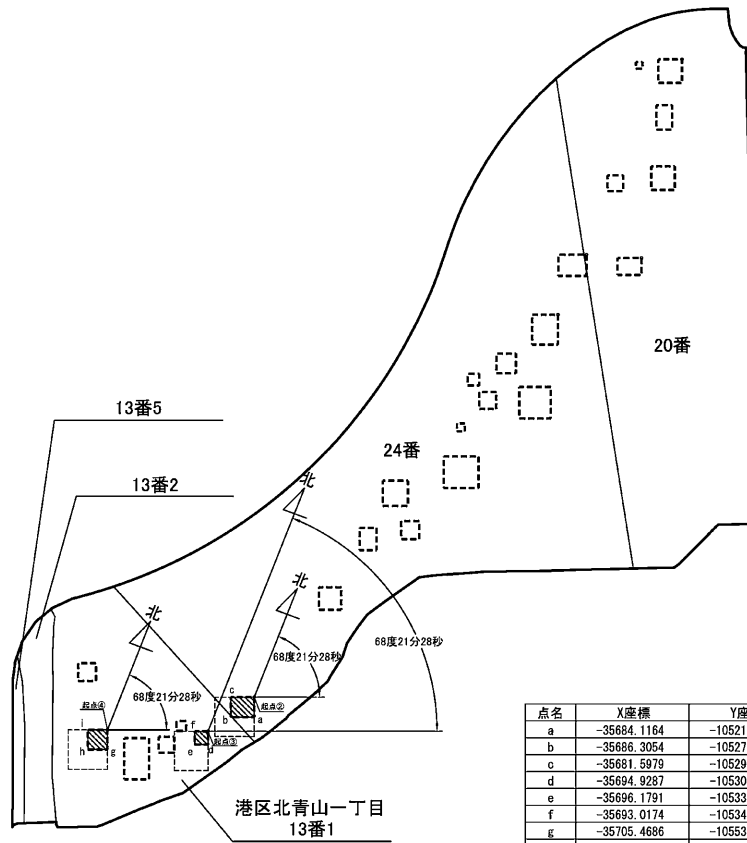 20番
13番5
24番
13番2
北
北
北
68度21分28秒
68度21分28秒
68度21分28秒
c
b
a
起点②
起点④
i
h
g
f
e
d
起点③
港区北青山一丁目
13番1
点名 X座標 Y座
a -35684.1164 -10521
b -35686.3054 -10527
c -35681.5979 -10529
d -35694.9287 -10530
e -35696.1791 -10533
f -35693.0174 -10534
g -35705.4686 -10553